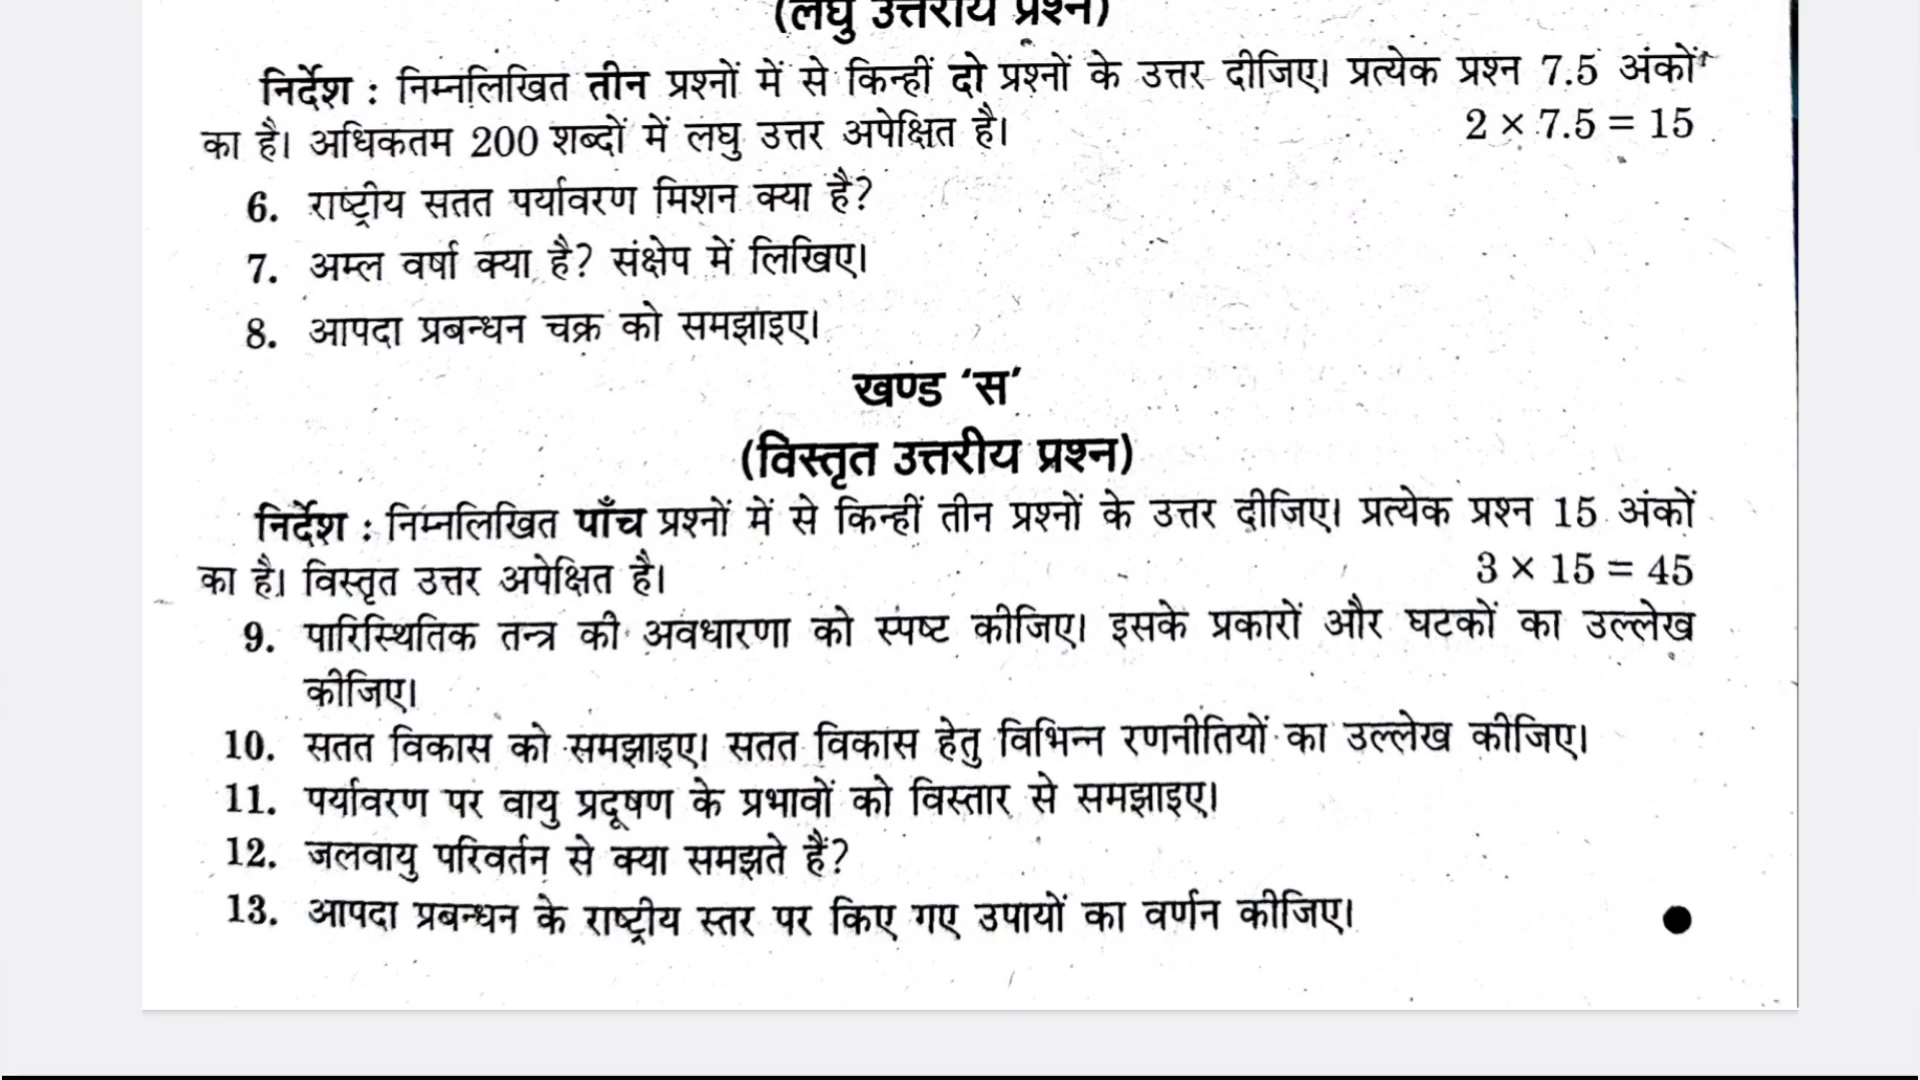 (लघु उत्तरीय प्रश्न)
निर्देश : निम्नलिखित तीन प्रश्नों में से किन्हीं दो प्रश्नों के उत्तर दीजिए। प्रत्येक प्रश्न 7.5 अंकों
का है। अधिकतम 200 शब्दों में लघु उत्तर अपेक्षित है। 2 × 7.5 = 15
6. राष्ट्रीय सतत पर्यावरण मिशन क्या है?
7. अम्ल वर्षा क्या है? संक्षेप में लिखिए।
8. आपदा प्रबन्धन चक्र को समझाइए।
खण्ड ‘स’
(विस्तृत उत्तरीय प्रश्न)
निर्देश : निम्नलिखित पाँच प्रश्नों में से किन्हीं तीन प्रश्नों के उत्तर दीजिए। प्रत्येक प्रश्न 15 अंकों
का है। विस्तृत उत्तर अपेक्षित है। 3 × 15 = 45
9. पारिस्थितिक तन्त्र की अवधारणा को स्पष्ट कीजिए। इसके प्रकारों और घटकों का उल्लेख
कीजिए।
10. सतत विकास को समझाइए। सतत विकास हेतु विभिन्न रणनीतियों का उल्लेख कीजिए।
11. पर्यावरण पर वायु प्रदूषण के प्रभावों को विस्तार से समझाइए।
12. जलवायु परिवर्तन से क्या समझते हैं?
13. आपदा प्रबन्धन के राष्ट्रीय स्तर पर किए गए उपायों का वर्णन कीजिए।